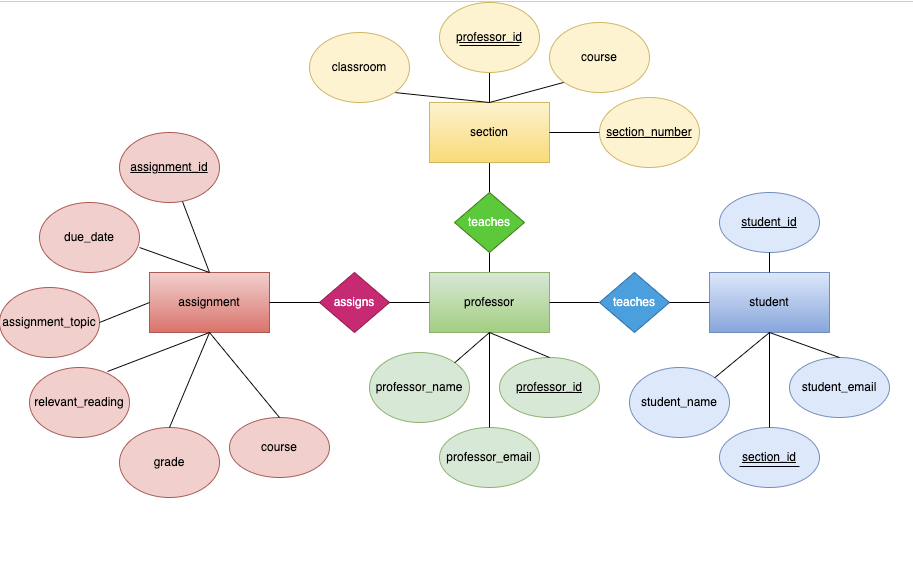 professor_id
course
classroom
section
section_number
assignment_id
teaches
student_id
due_date
assignment
assigns
professor
teaches
student
assignment_topic
professor_name
professor_id
student_email
relevant_reading
student_name
course
grade
professor_email
section_id